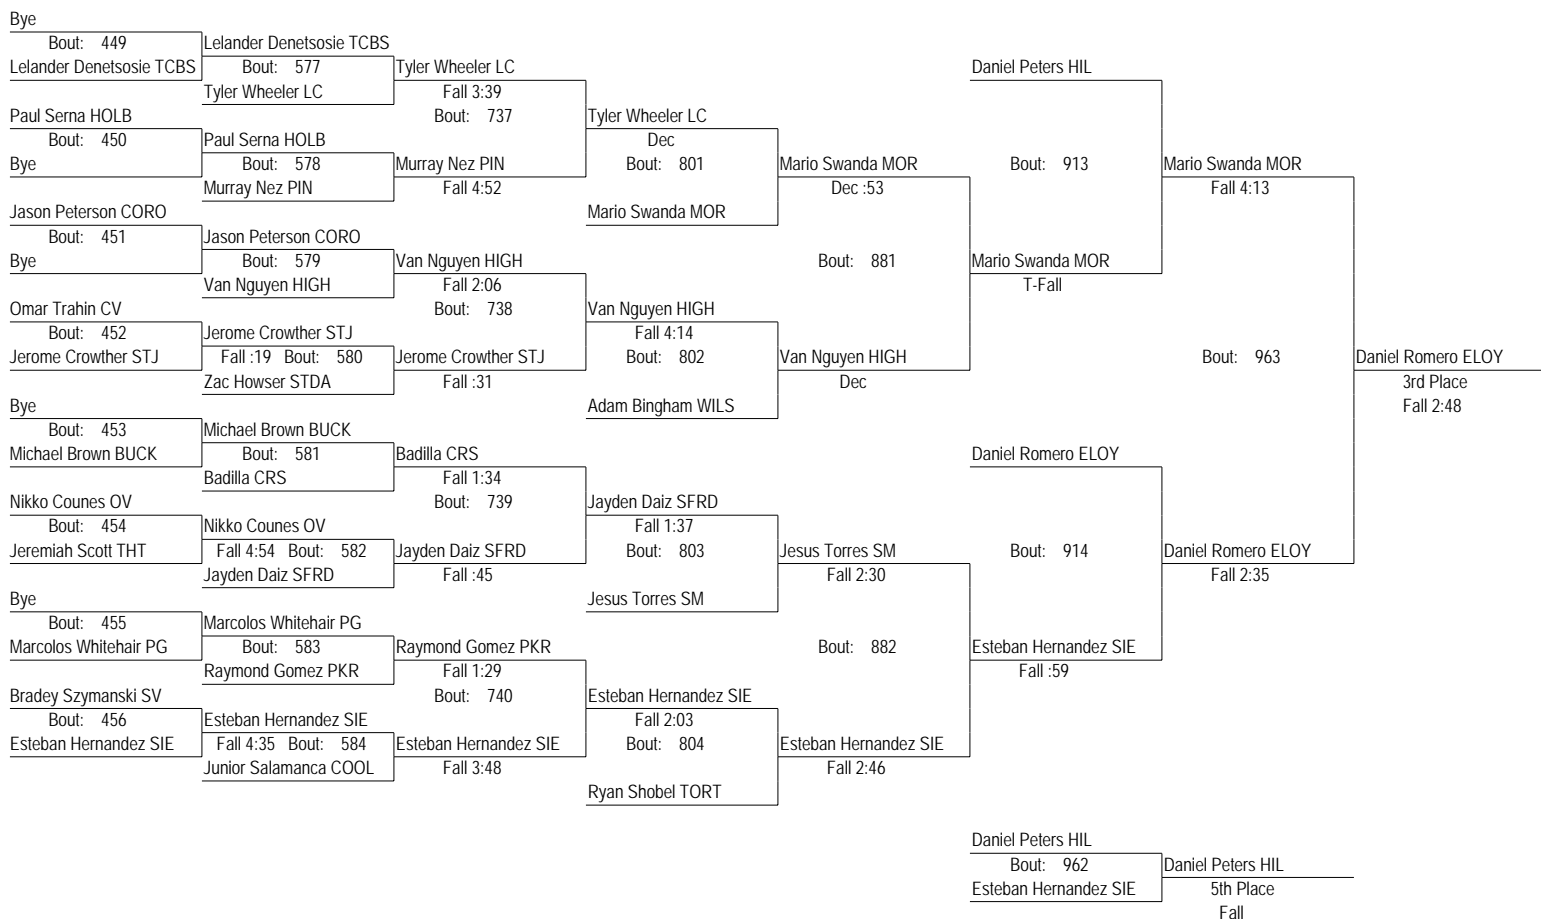 Bye
Bout: 449
Lelander Denetsosie TCBS
Lelander Denetsosie TCBS
Bout: 577
Tyler Wheeler LC
Tyler Wheeler LC
Fall 3:39
Bout: 737
Paul Serna HOLB
Bout: 450
Bye
Paul Serna HOLB
Bout: 578
Murray Nez PIN
Murray Nez PIN
Fall 4:52
Tyler Wheeler LC
Dec
Bout: 801
Mario Swanda MOR
Mario Swanda MOR
Dec :53
Jason Peterson CORO
Bout: 451
Bye
Jason Peterson CORO
Bout: 579
Van Nguyen HIGH
Van Nguyen HIGH
Fall 2:06
Bout: 738
Omar Trahin CV
Bout: 452
Jerome Crowther STJ
Jerome Crowther STJ
Fall :19 Bout: 580
Zac Howser STDA
Jerome Crowther STJ
Fall :31
Van Nguyen HIGH
Fall 4:14
Bout: 802
Adam Bingham WILS
Van Nguyen HIGH
Dec
Bout: 881
Mario Swanda MOR
T-Fall
Daniel Peters HIL
Bout: 913
Mario Swanda MOR
Fall 4:13
Bye
Bout: 453
Michael Brown BUCK
Michael Brown BUCK
Bout: 581
Badilla CRS
Badilla CRS
Fall 1:34
Bout: 739
Nikko Counes OV
Bout: 454
Jeremiah Scott THT
Nikko Counes OV
Fall 4:54 Bout: 582
Jayden Daiz SFRD
Jayden Daiz SFRD
Fall :45
Jayden Daiz SFRD
Fall 1:37
Bout: 803
Jesus Torres SM
Jesus Torres SM
Fall 2:30
Bye
Bout: 455
Marcolos Whitehair PG
Marcolos Whitehair PG
Bout: 583
Raymond Gomez PKR
Raymond Gomez PKR
Fall 1:29
Bout: 740
Bradey Szymanski SV
Bout: 456
Esteban Hernandez SIE
Esteban Hernandez SIE
Fall 4:35 Bout: 584
Junior Salamanca COOL
Esteban Hernandez SIE
Fall 3:48
Esteban Hernandez SIE
Fall 2:03
Bout: 804
Ryan Shobel TORT
Esteban Hernandez SIE
Fall 2:46
Bout: 882
Esteban Hernandez SIE
Fall :59
Daniel Romero ELOY
Bout: 914
Daniel Romero ELOY
Fall 2:35
Bout: 963
Daniel Romero ELOY
3rd Place
Fall 2:48
Daniel Peters HIL
Bout: 962
Esteban Hernandez SIE
Daniel Peters HIL
5th Place
Fall